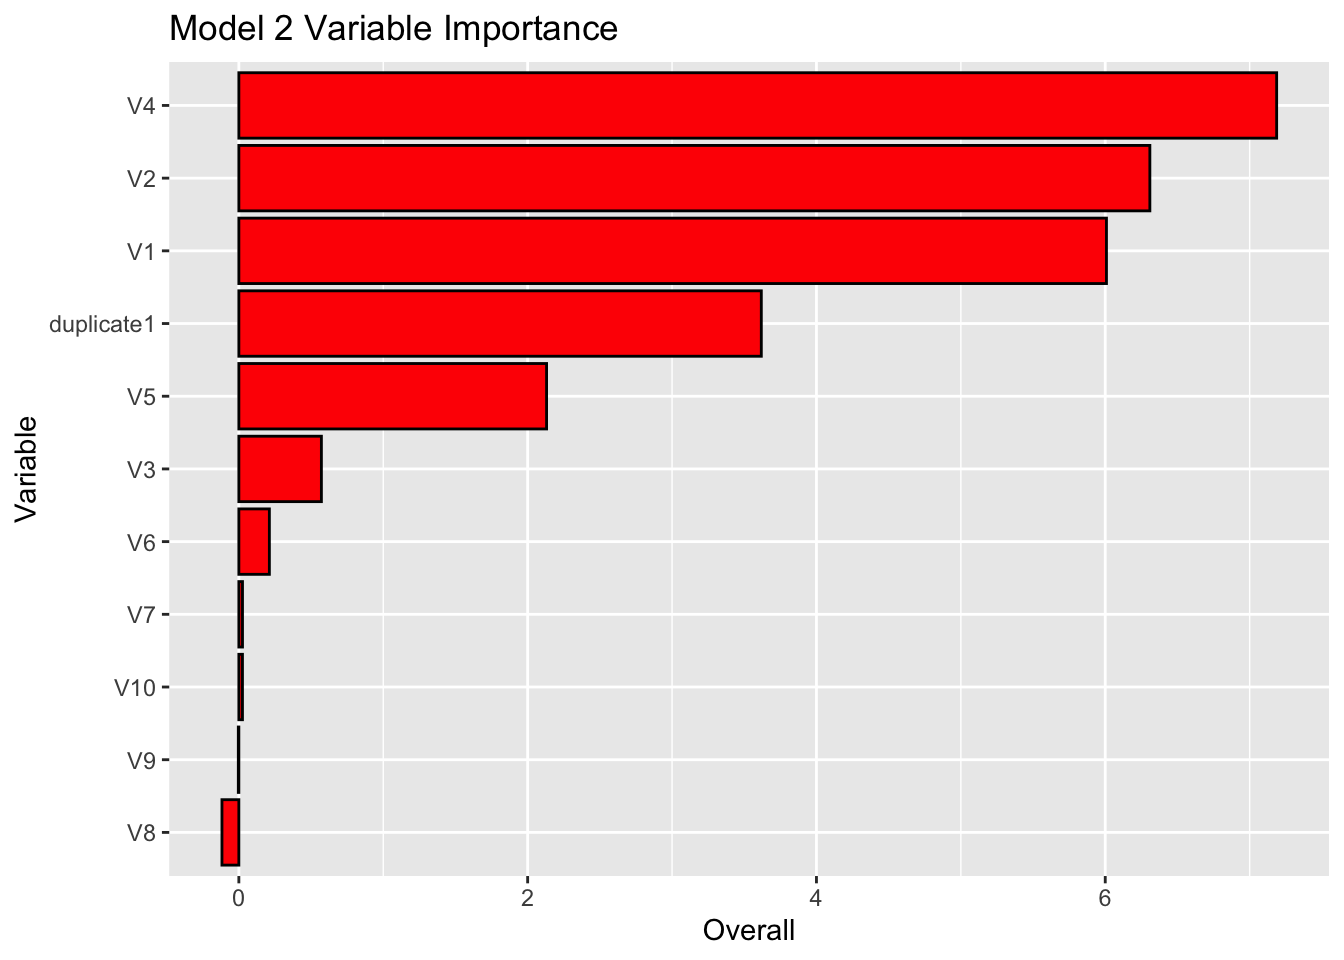 Model 2 Variable Importance
V4
V2
V1
duplicate1
V5
V3
V6
V7
V10
V9
V8
Variable
0 2 4 6
Overall